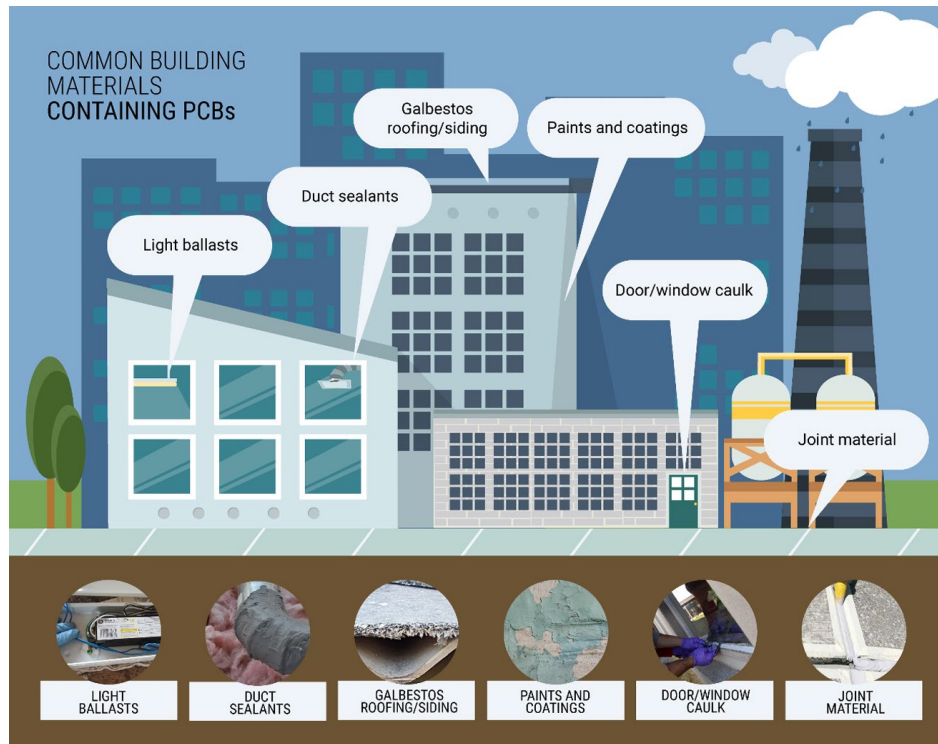 COMMON BUILDING
MATERIALS
CONTAINING PCBs
Galbestos
roofing/siding
Paints and coatings
Duct sealants
Light ballasts
Door/window caulk
Joint material
LIGHT
BALLASTS
DUCT
SEALANTS
GALBESTOS
ROOFING/SIDING
PAINTS AND
COATINGS
DOOR/WINDOW
CAULK
JOINT
MATERIAL